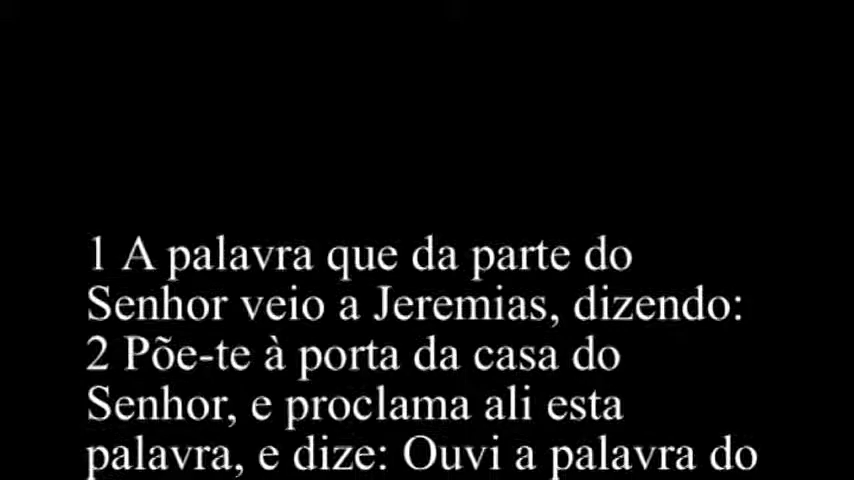 1 A palavra que da parte do
Senhor veio a Jeremias, dizendo:
2 Põe-te à porta da casa do
Senhor, e proclama ali esta
palavra, e dize: Ouvi a palavra do